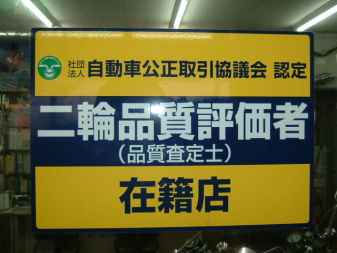 社団法人 自動車公正取引協議会 認定
二輪品質評価者
(品質査定士)
在籍店